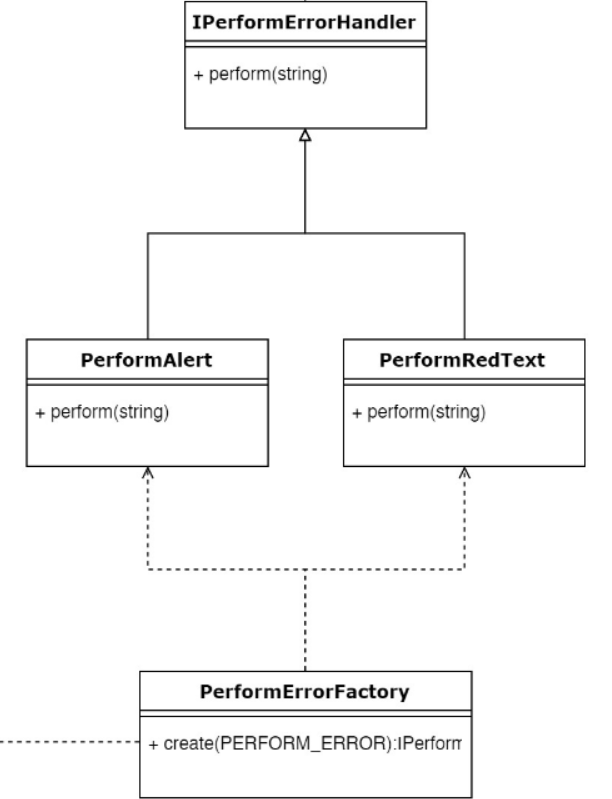 IPerformErrorHandler
+ perform(string)
PerformAlert
PerformRedText
+ perform(string)
+ perform(string)
PerformErrorFactory
+ create(PERFORM_ERROR):IPerform